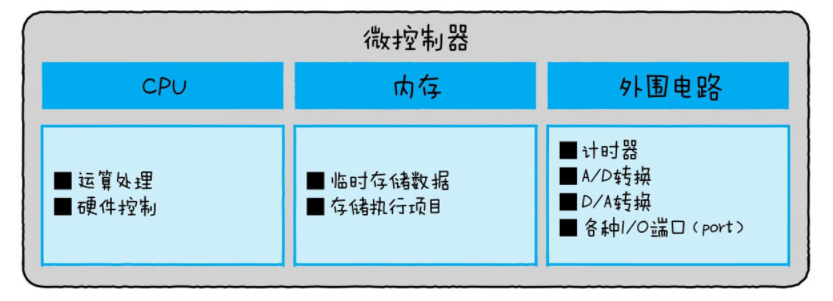 微控制器
CPU
内存
外围电路
■ 运算处理
■ 硬件控制
■ 临时存储数据
■ 存储执行项目
■ 计时器
■ A/D转换
■ D/A转换
■ 各种I/O端口（port）